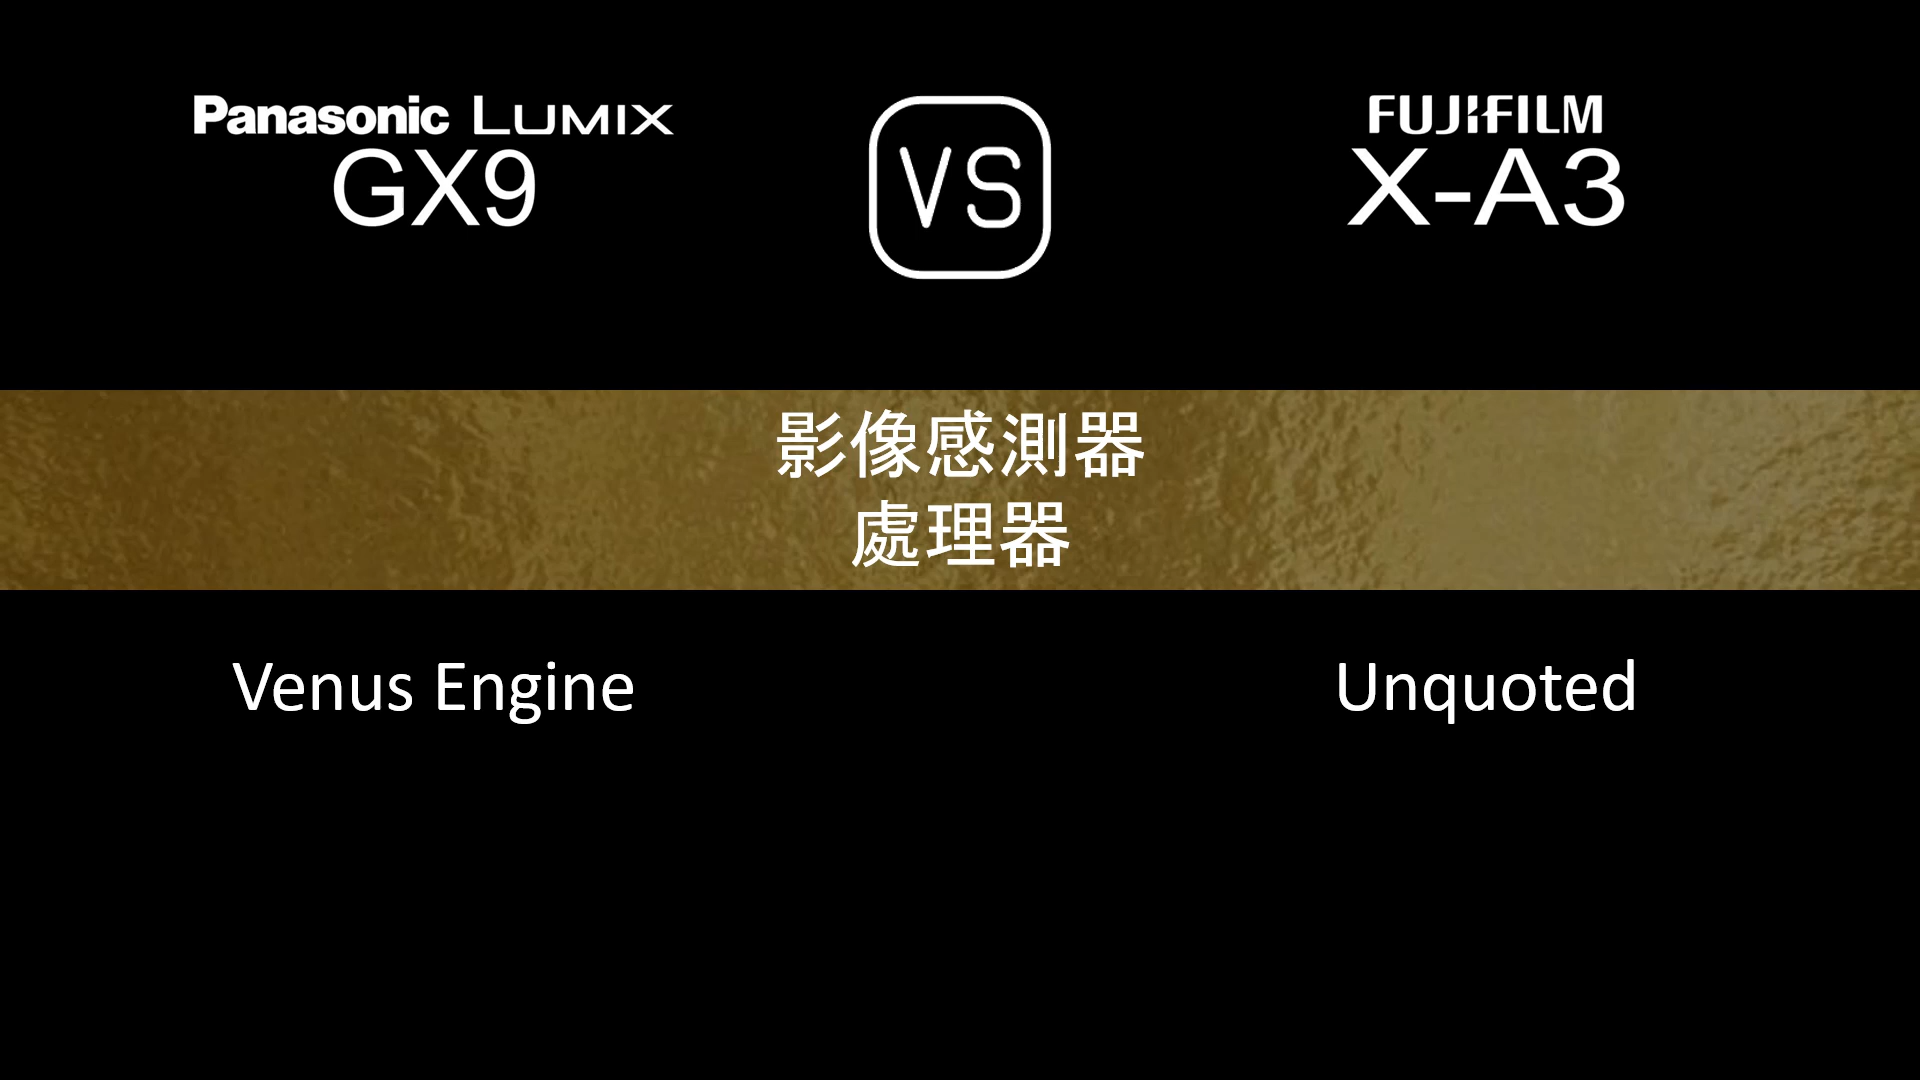 Panasonic LUMIX
GX9
VS
FUJIFILM
X-A3
影像感測器
處理器
Venus Engine
Unquoted